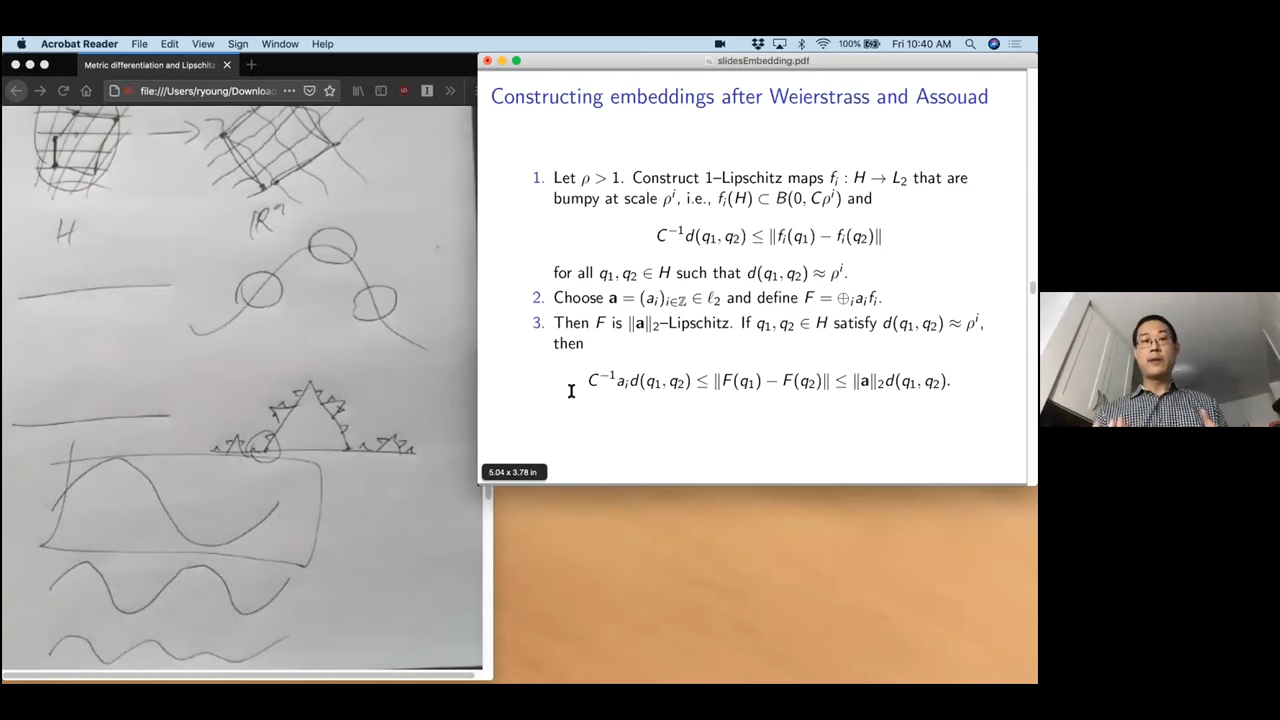 Acrobat Reader File Edit View Sign Window Help 100% Fri 10:40 AM
Metric differentiation and Lipschitz
file:///Users/ryoung/Downloa
slidesEmbedding.pdf
Constructing embeddings after Weierstrass and Assouad
1. Let ρ > 1. Construct 1–Lipschitz maps fᵢ : H → L₂ that are
bumpy at scale ρⁱ, i.e., fᵢ(H) ⊂ B(0, Cρⁱ) and
C⁻¹d(q₁, q₂) ≤ ‖fᵢ(q₁) − fᵢ(q₂)‖
for all q₁, q₂ ∈ H such that d(q₁, q₂) ≈ ρⁱ.
2. Choose a = (aᵢ)ᵢ∈ℤ ∈ ℓ₂ and define F = ⊕ᵢaᵢfᵢ.
3. Then F is ‖a‖₂–Lipschitz. If q₁, q₂ ∈ H satisfy d(q₁, q₂) ≈ ρⁱ,
then
C⁻¹aᵢd(q₁, q₂) ≤ ‖F(q₁) − F(q₂)‖ ≤ ‖a‖₂d(q₁, q₂).
5.04 x 3.78 in
H